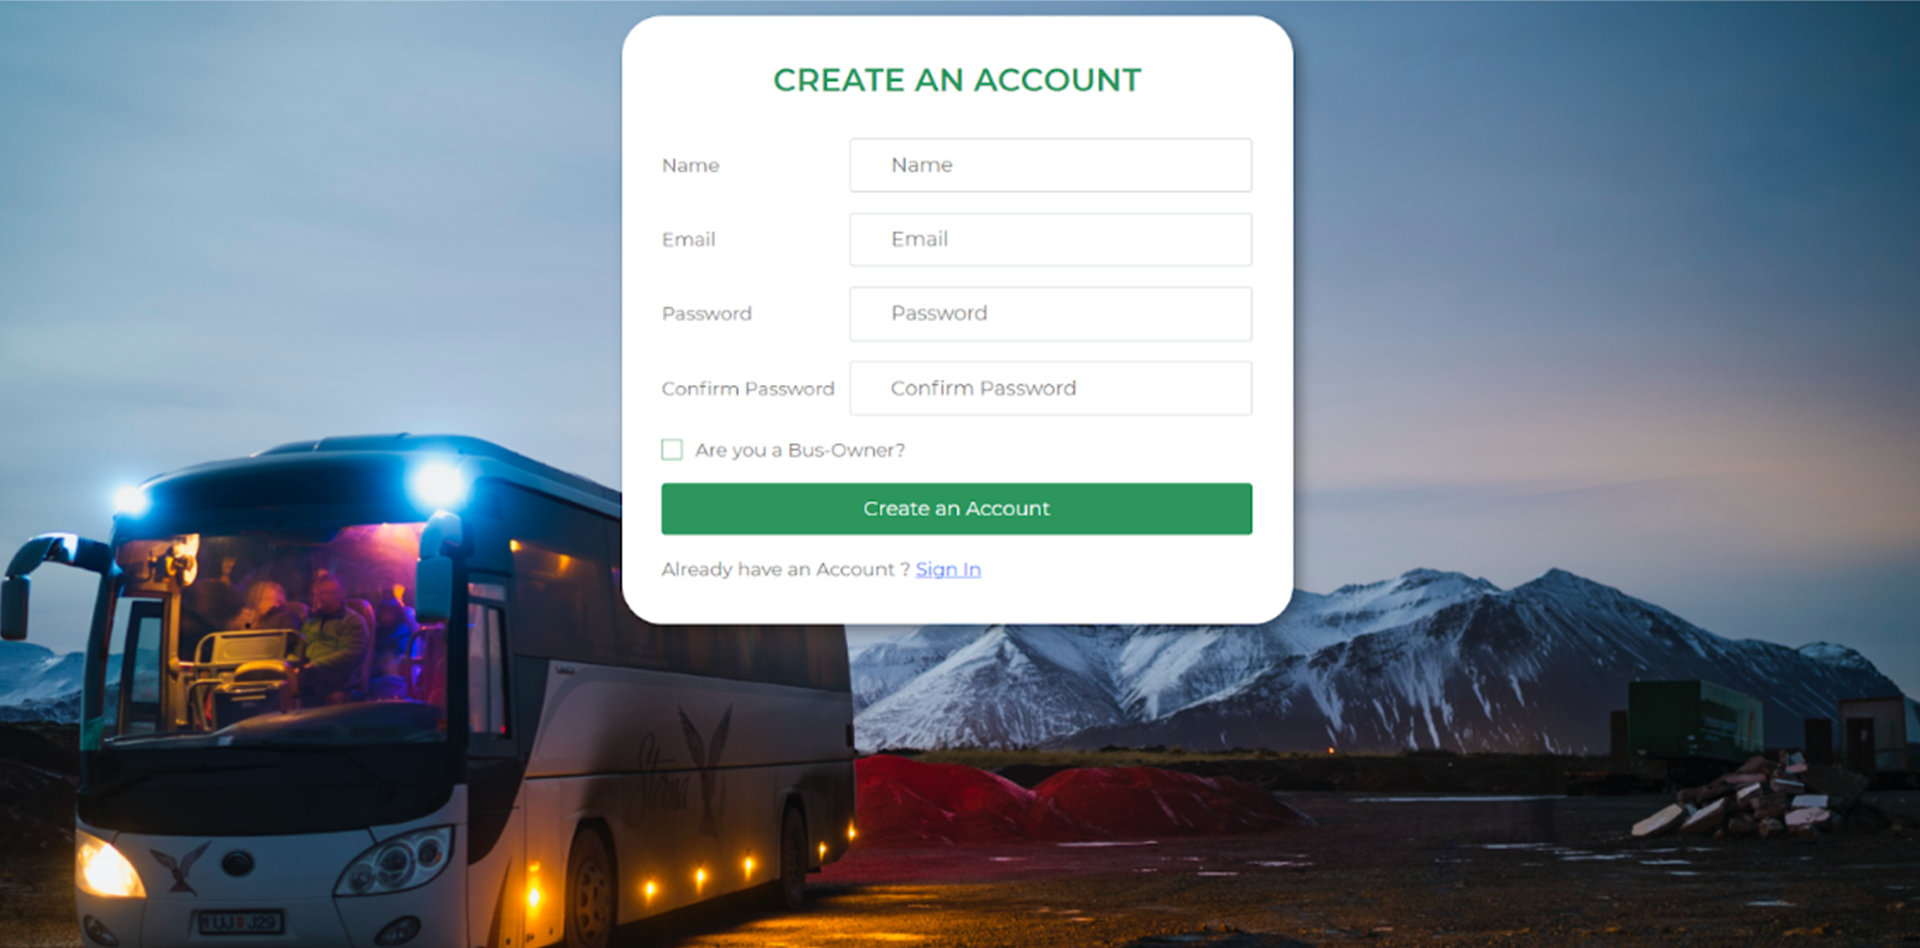 CREATE AN ACCOUNT
Name Name
Email Email
Password Password
Confirm Password Confirm Password
Are you a Bus-Owner?
Create an Account
Already have an Account ? Sign In